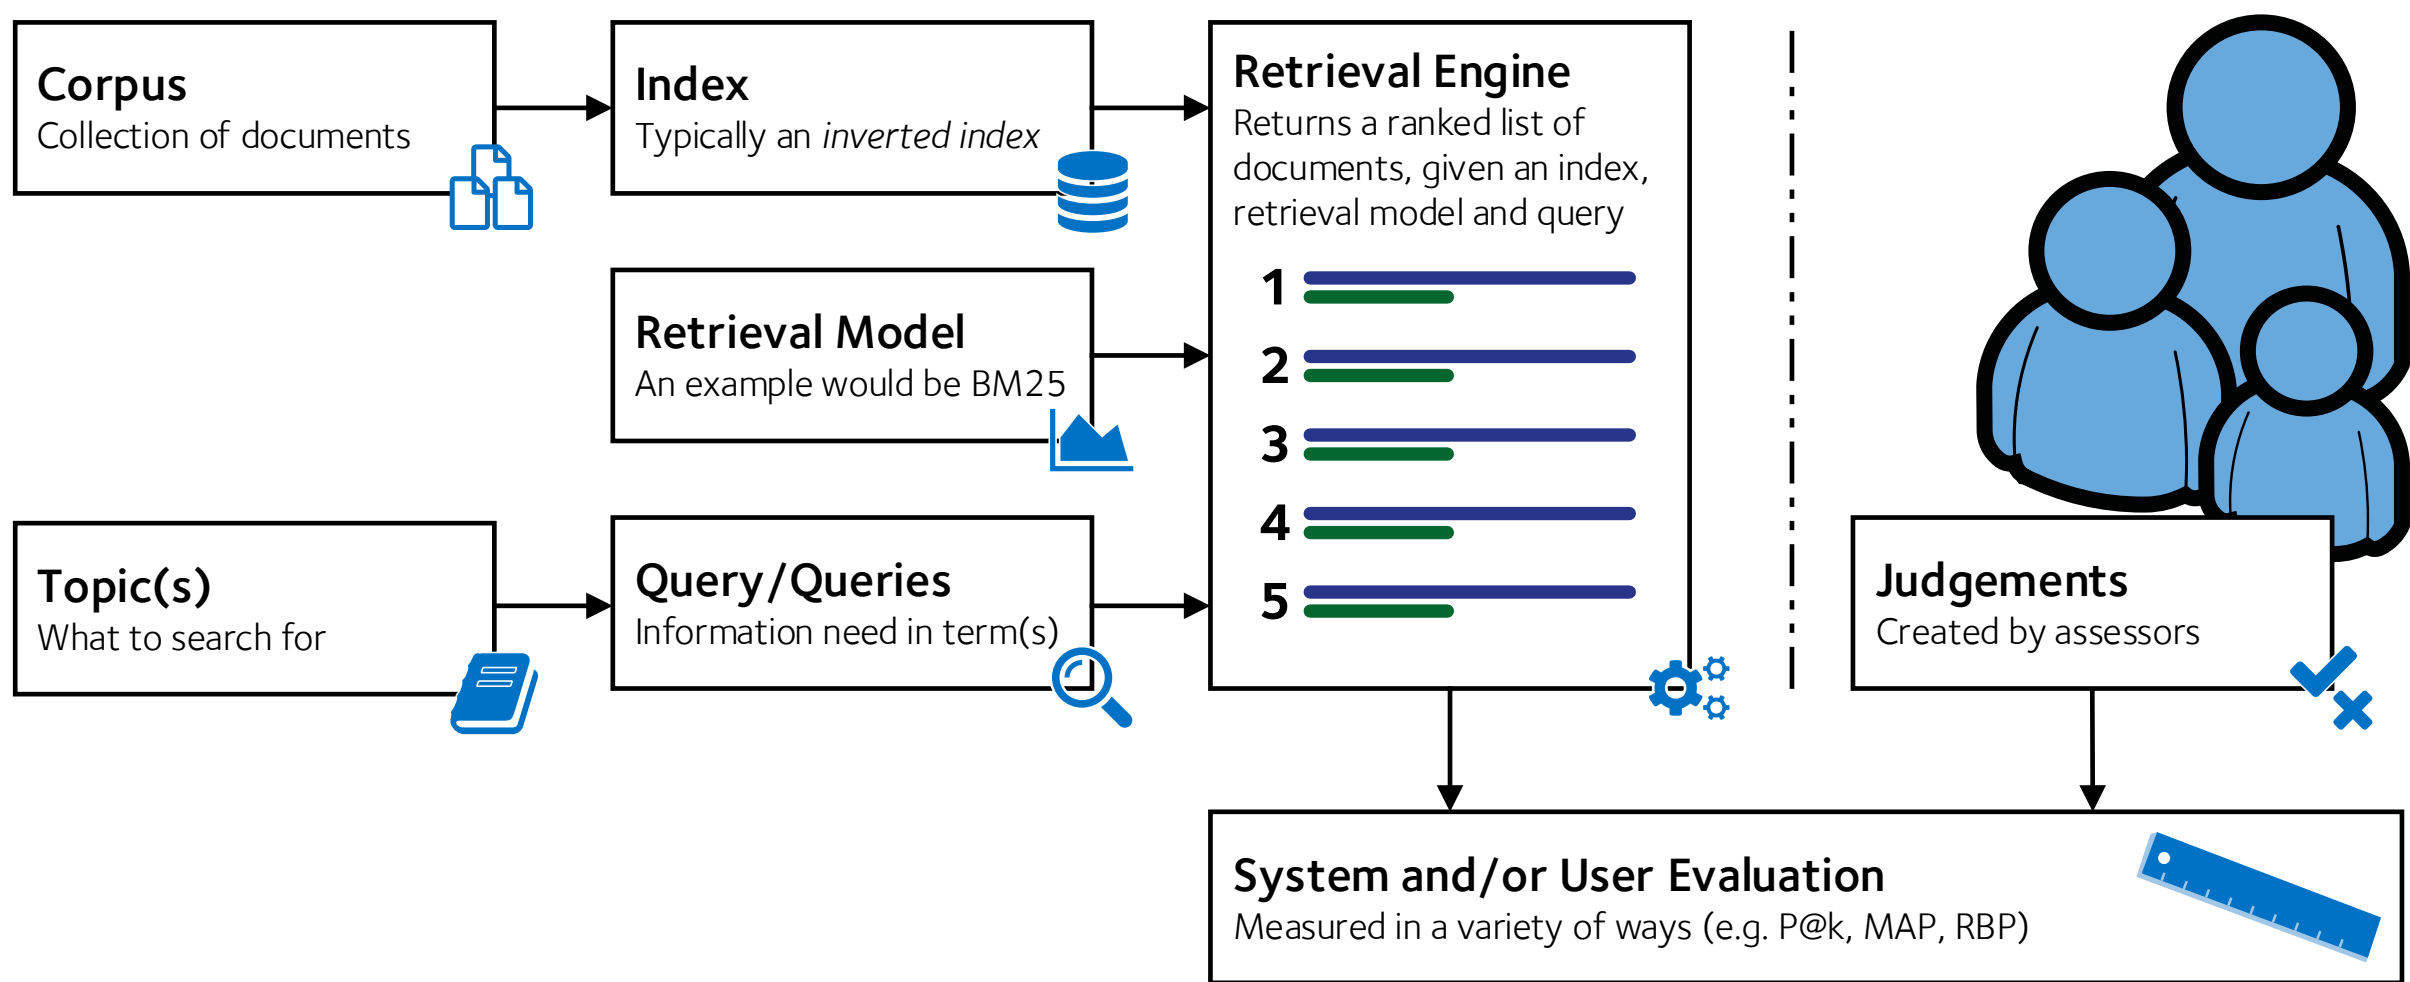 Corpus
Collection of documents
Index
Typically an inverted index
Retrieval Engine
Returns a ranked list of
documents, given an index,
retrieval model and query
1
2
3
4
5
Retrieval Model
An example would be BM25
Topic(s)
What to search for
Query/Queries
Information need in term(s)
Judgements
Created by assessors
System and/or User Evaluation
Measured in a variety of ways (e.g. P@k, MAP, RBP)